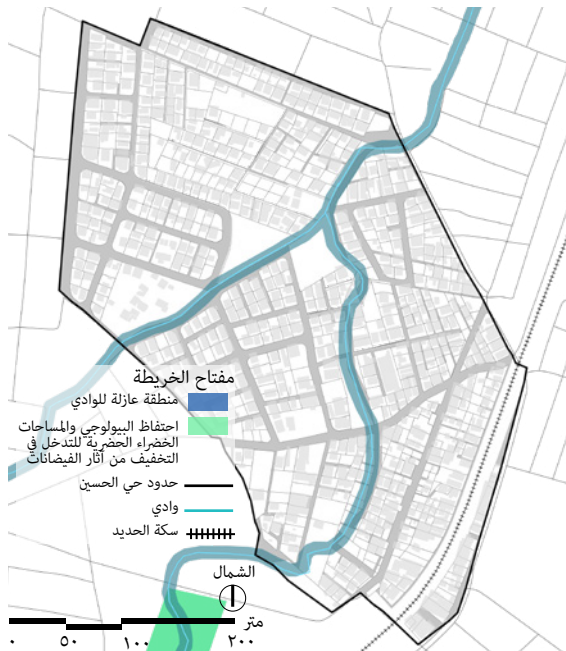 مفتاح الخريطة
منطقة عازلة للوادي
احتفاظ البيولوجي والمساحات
الخضراء الحضرية للتدخل في
التخفيف من آثار الفيضانات
حدود حي الحسين
وادي
سكة الحديد
الشمال
متر
٠ ٥٠ ١٠٠ ٢٠٠